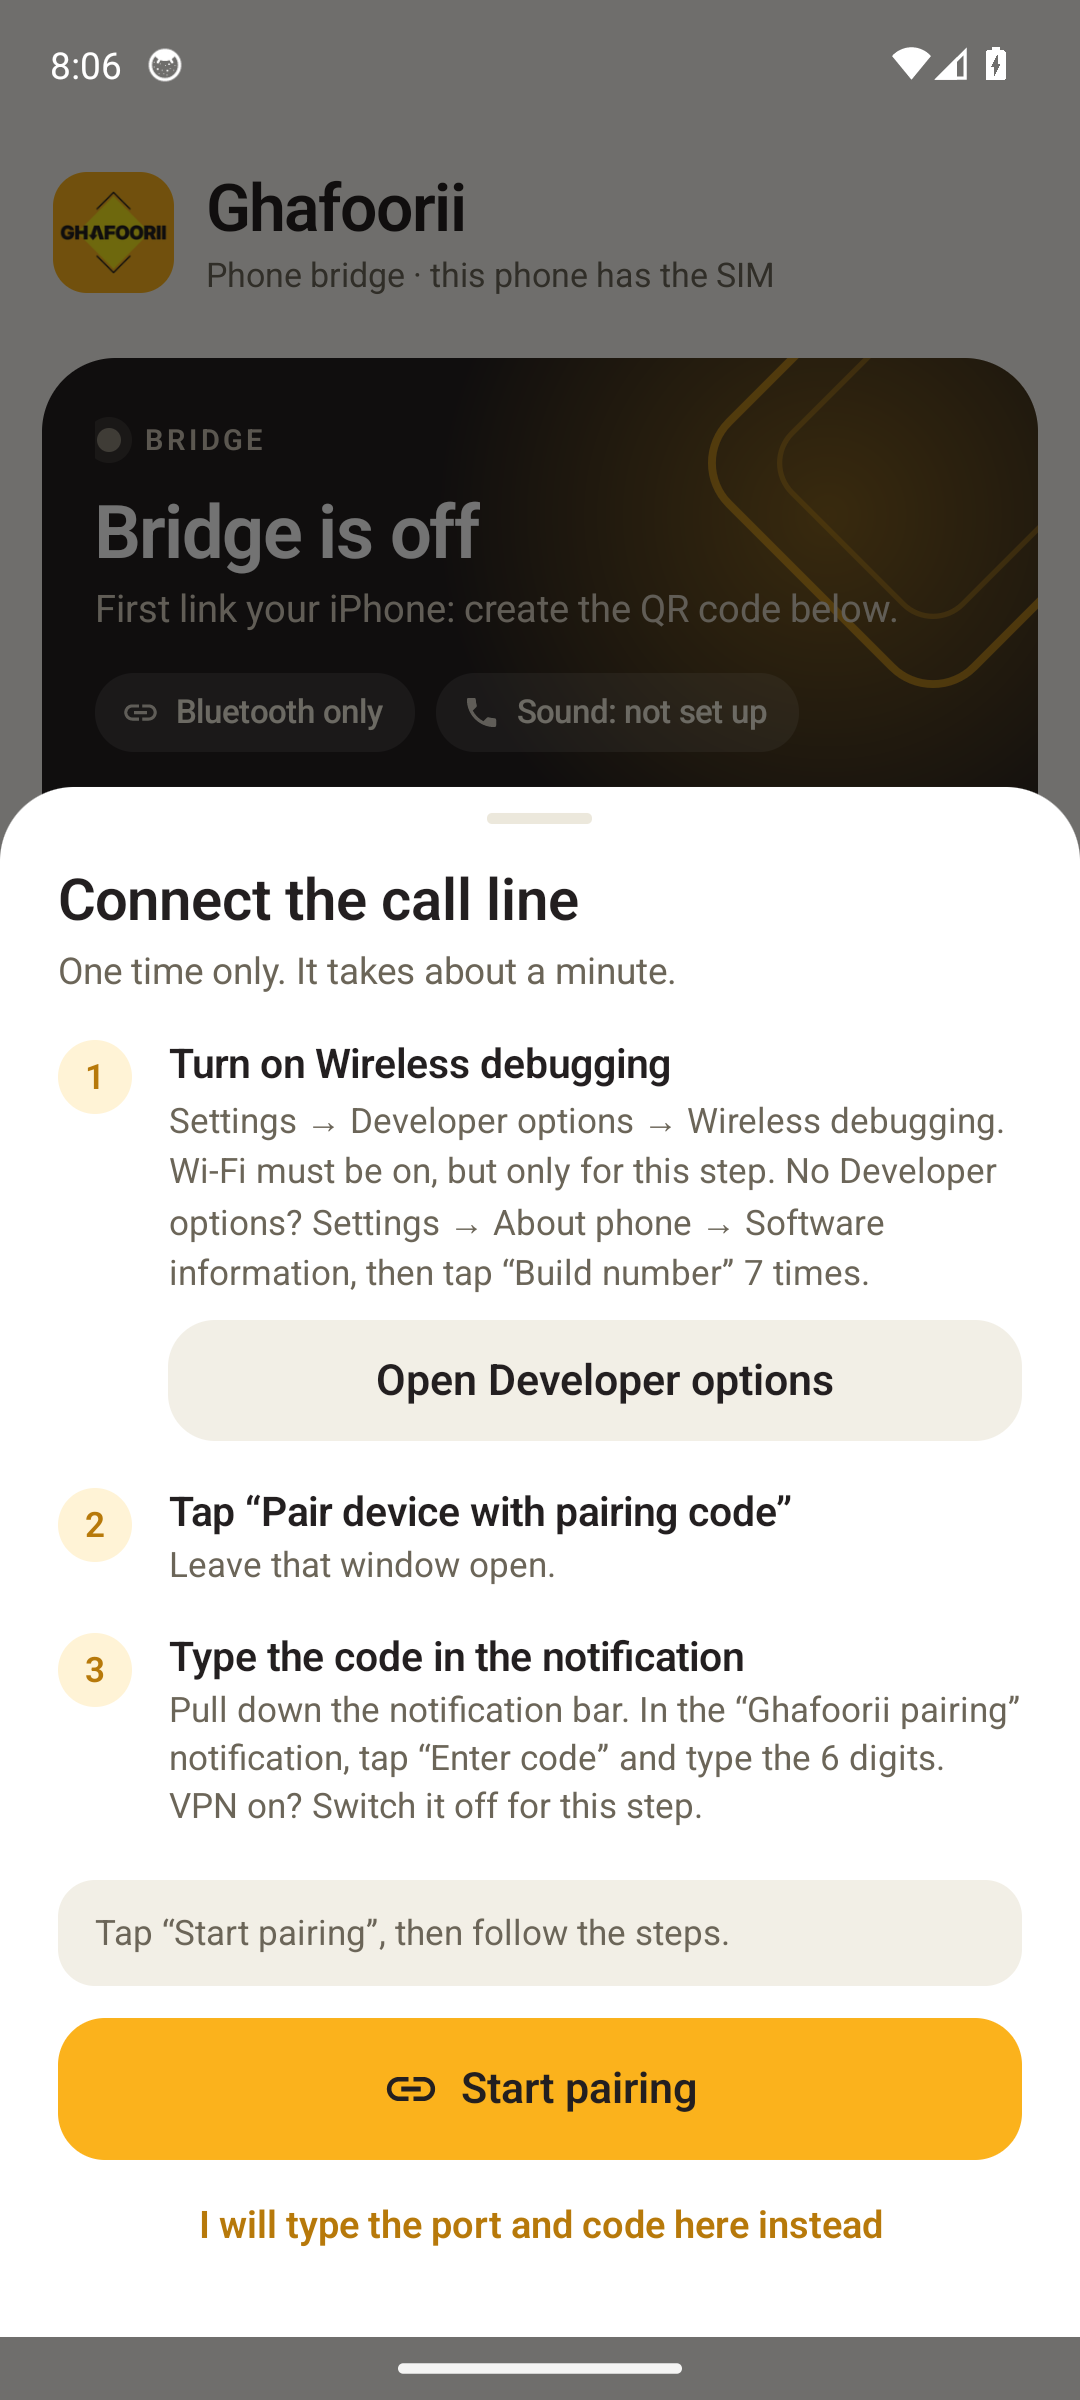 8:06
GHAFOORII
Ghafoorii
Phone bridge · this phone has the SIM
BRIDGE
Bridge is off
First link your iPhone: create the QR code below.
Bluetooth only
Sound: not set up
Connect the call line
One time only. It takes about a minute.
1
Turn on Wireless debugging
Settings → Developer options → Wireless debugging.
Wi-Fi must be on, but only for this step. No Developer
options? Settings → About phone → Software
information, then tap “Build number” 7 times.
Open Developer options
2
Tap “Pair device with pairing code”
Leave that window open.
3
Type the code in the notification
Pull down the notification bar. In the “Ghafoorii pairing”
notification, tap “Enter code” and type the 6 digits.
VPN on? Switch it off for this step.
Tap “Start pairing”, then follow the steps.
Start pairing
I will type the port and code here instead